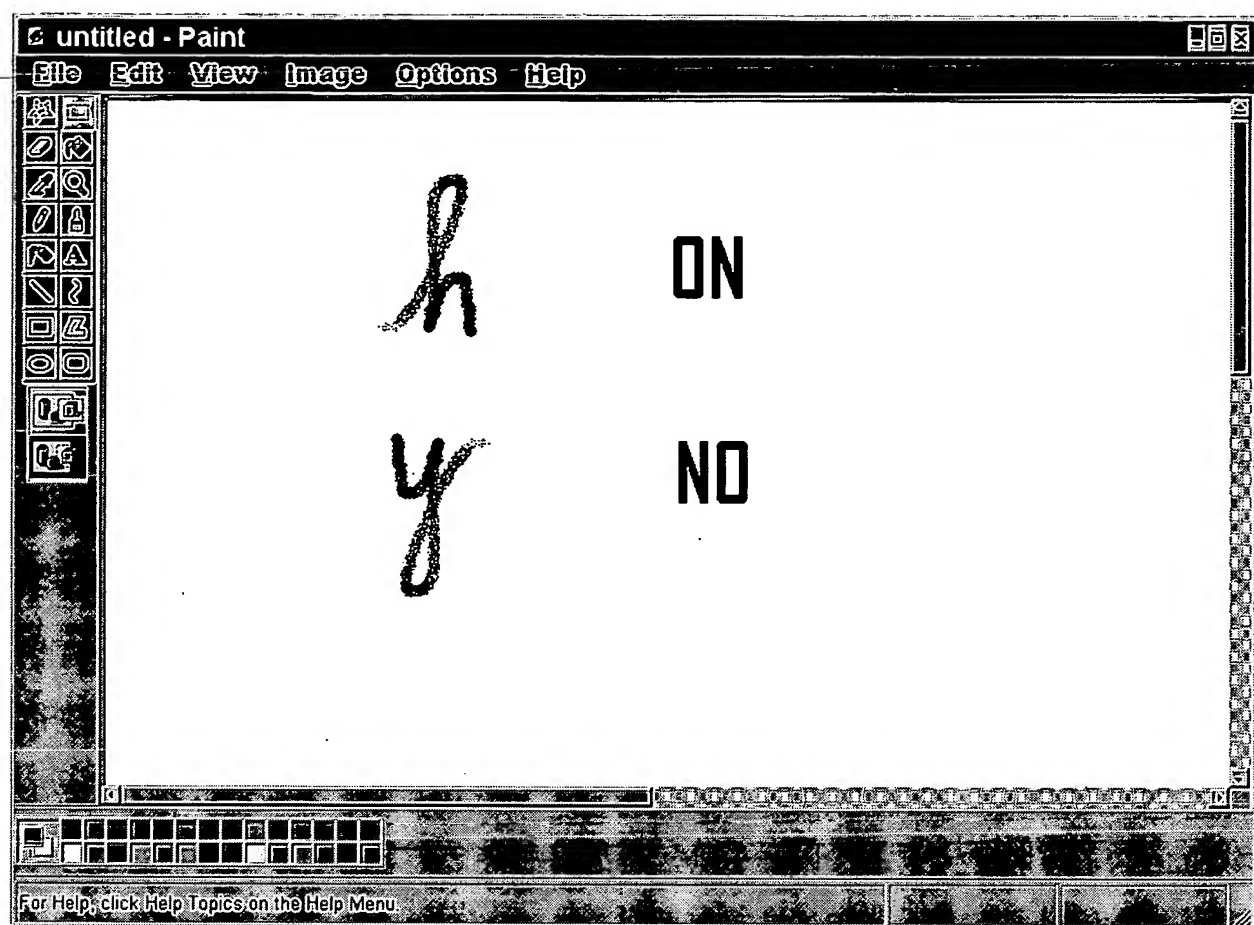 untitled - Paint
File Edit View Image Options Help
h ON
y NO
For Help, click Help Topics on the Help Menu.